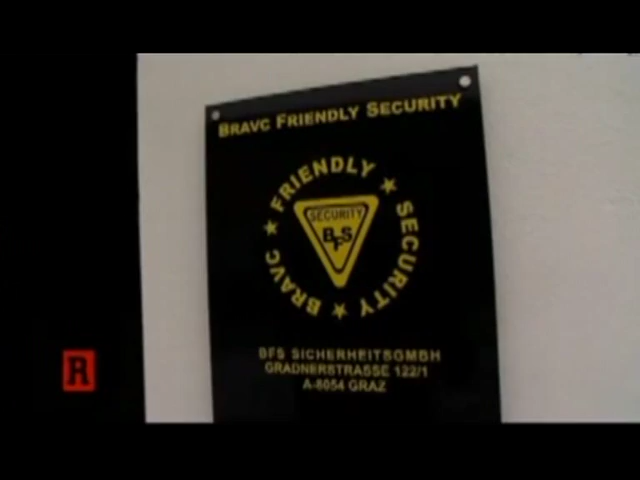 BRAVC FRIENDLY SECURITY
BRAVC ★ FRIENDLY ★ SECURITY ★
SECURITY
BFS
BFS SICHERHEITSGMBH
GRADNERSTRASSE 122/1
A-8054 GRAZ
R